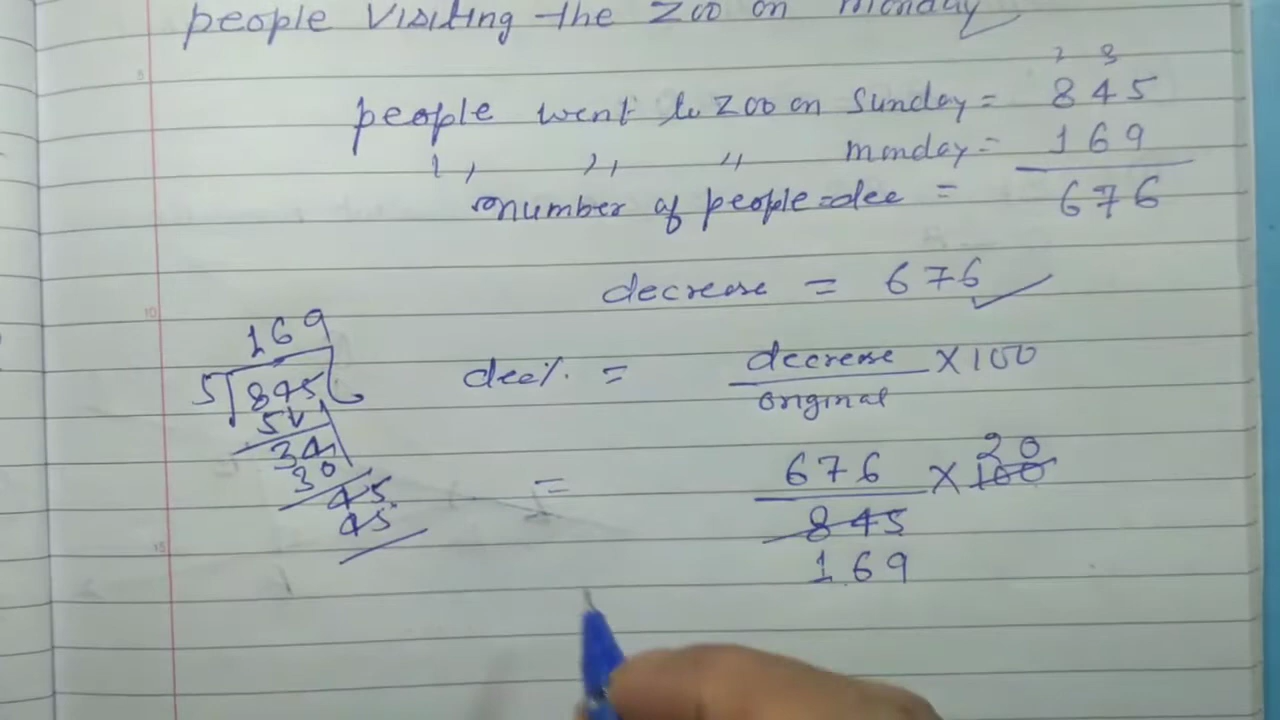 people visiting the zoo on monday
7 3
people went to zoo on sunday = 845
" " " monday = 169
number of people dec = 676
decrease = 676
169
dec% = decrease × 100
original
5 845
5
34
30
45
45
20
= 676 × 100
845
169